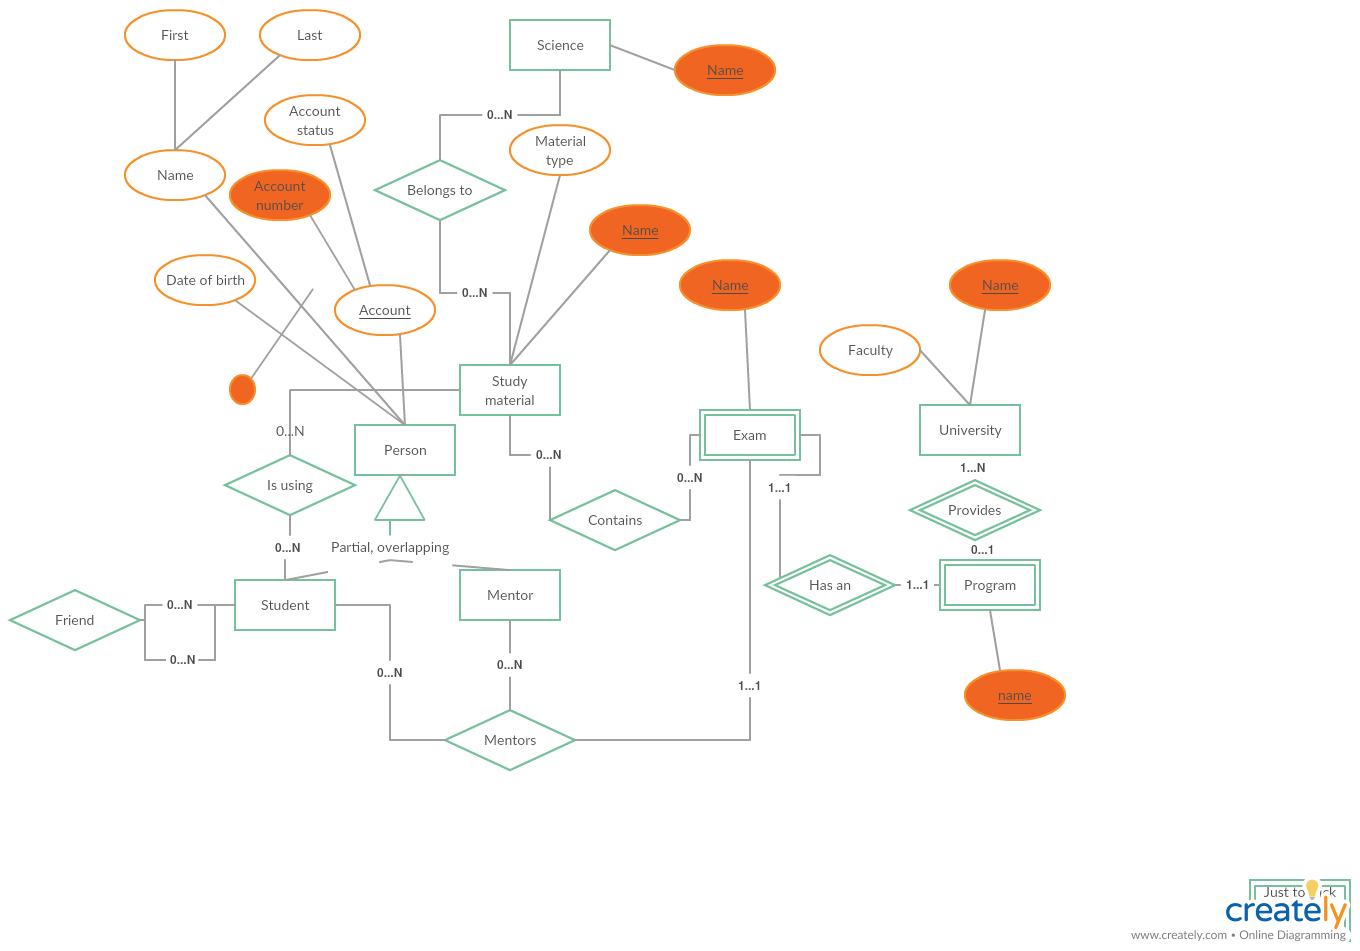 First
Last
Science
Name
Account
status
0...N
Material
type
Name
Account
number
Belongs to
Name
Date of birth
0...N
Name
Name
Account
Faculty
Study
material
0...N
Person
Exam
University
0...N
1...N
0...N
1...1
Is using
Contains
Provides
0...N
Partial, overlapping
0...1
Student
Mentor
Has an
1...1
Program
Friend
0...N
0...N
0...N
0...N
1...1
name
Mentors
Just to
creately
www.creately.com • Online Diagramming